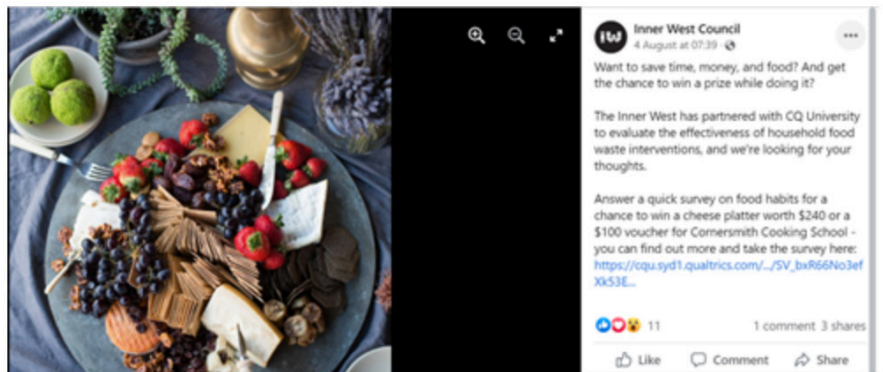 iw
Inner West Council
4 August at 07:39 ·
Want to save time, money, and food? And get
the chance to win a prize while doing it?
The Inner West has partnered with CQ University
to evaluate the effectiveness of household food
waste interventions, and we're looking for your
thoughts.
Answer a quick survey on food habits for a
chance to win a cheese platter worth $240 or a
$100 voucher for Cornersmith Cooking School -
you can find out more and take the survey here:
https://cqu.syd1.qualtrics.com/.../SV_bxR66No3ef
Xk53E...
11
1 comment 3 shares
Like Comment Share